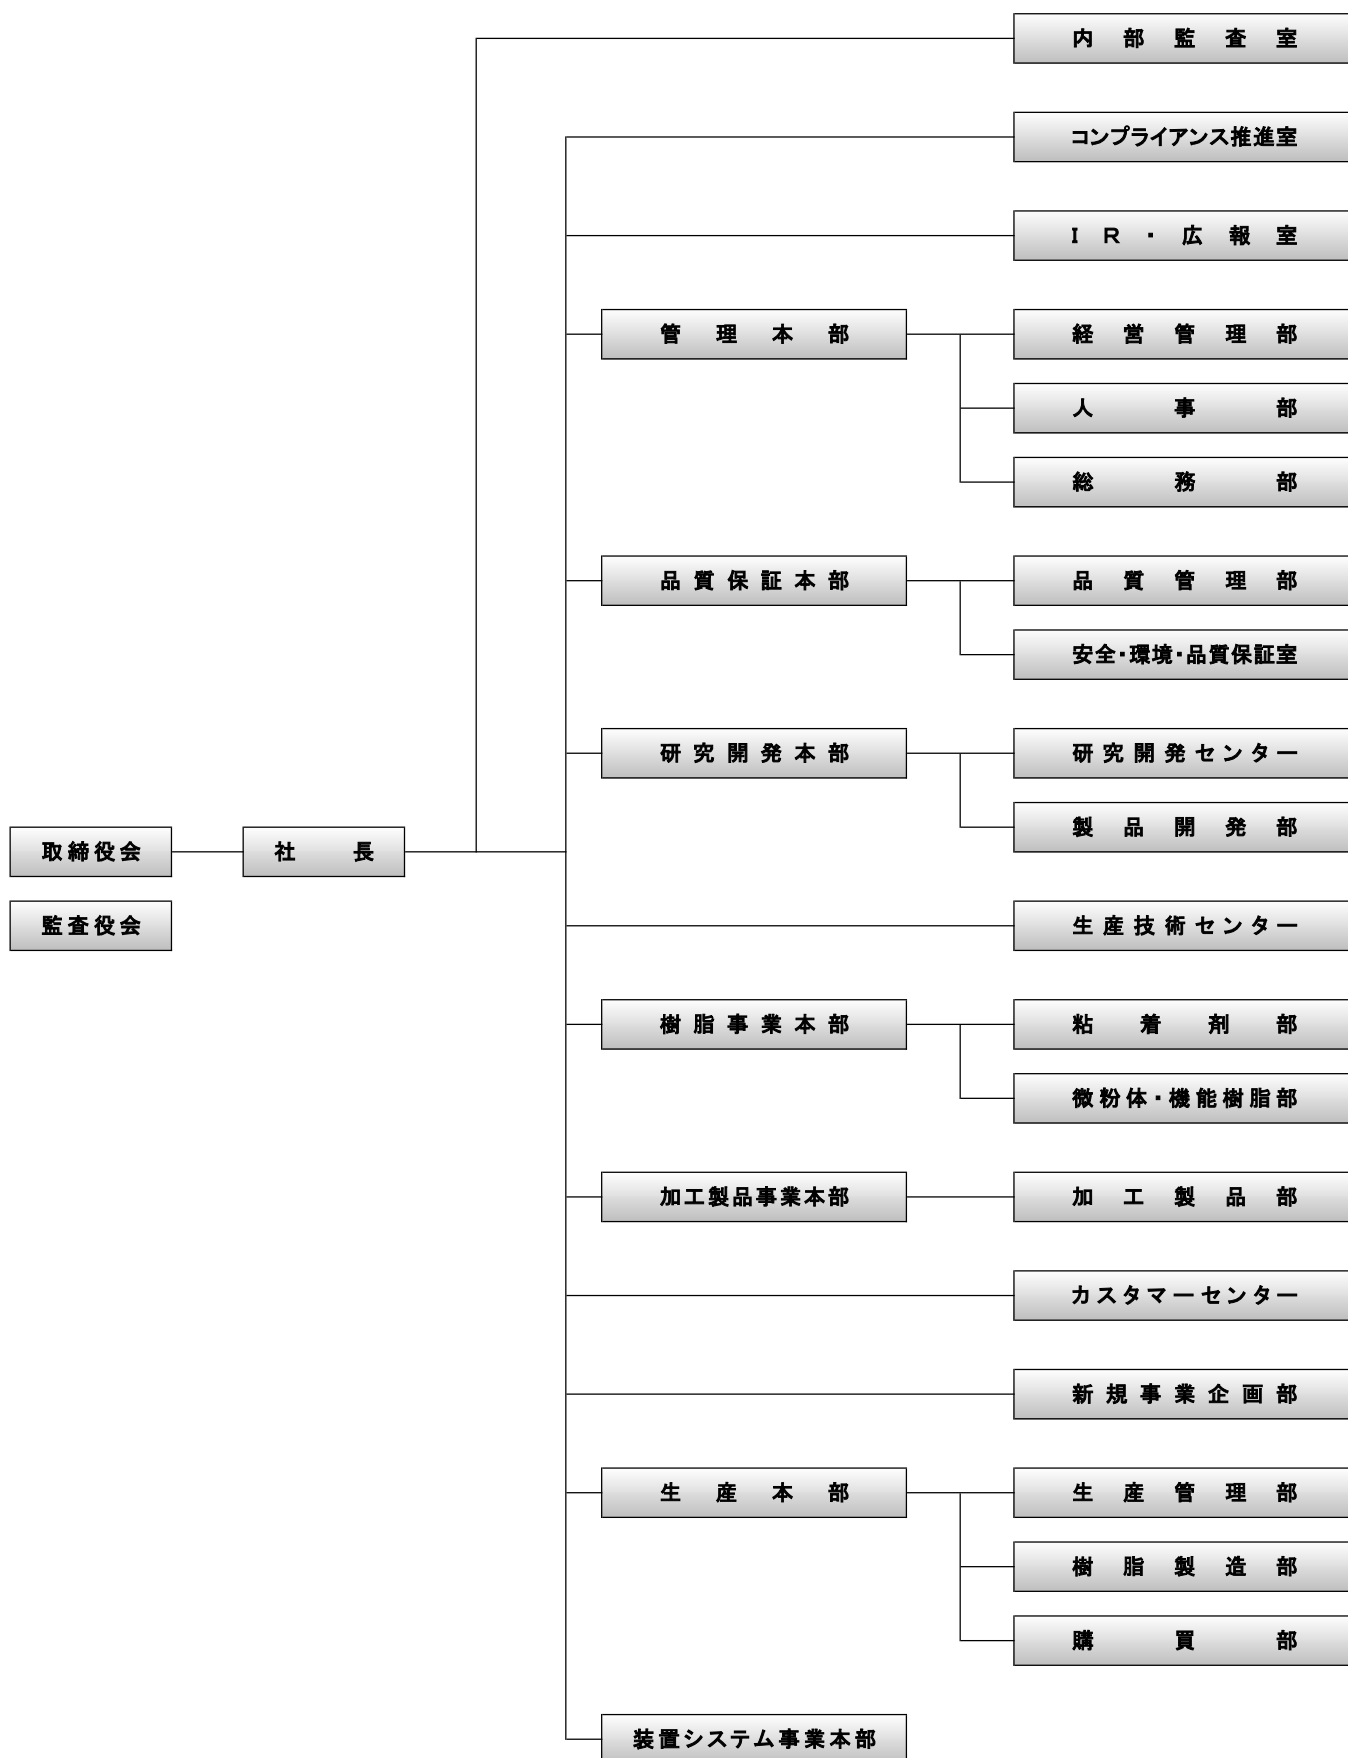 内部監査室
コンプライアンス推進室
IR・広報室
管理本部
経営管理部
人事部
総務部
品質保証本部
品質管理部
安全・環境・品質保証室
研究開発本部
研究開発センター
製品開発部
取締役会
社長
監査役会
生産技術センター
樹脂事業本部
粘着剤部
微粉体・機能樹脂部
加工製品事業本部
加工製品部
カスタマーセンター
新規事業企画部
生産本部
生産管理部
樹脂製造部
購買部
装置システム事業本部